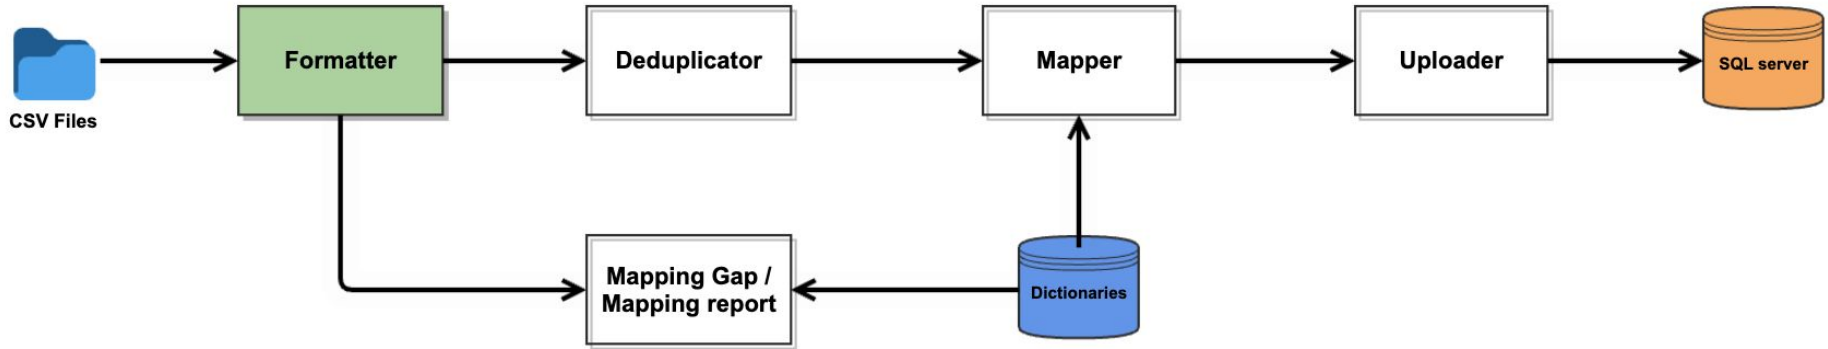 Formatter
Deduplicator
Mapper
Uploader
SQL server
CSV Files
Mapping Gap /
Mapping report
Dictionaries